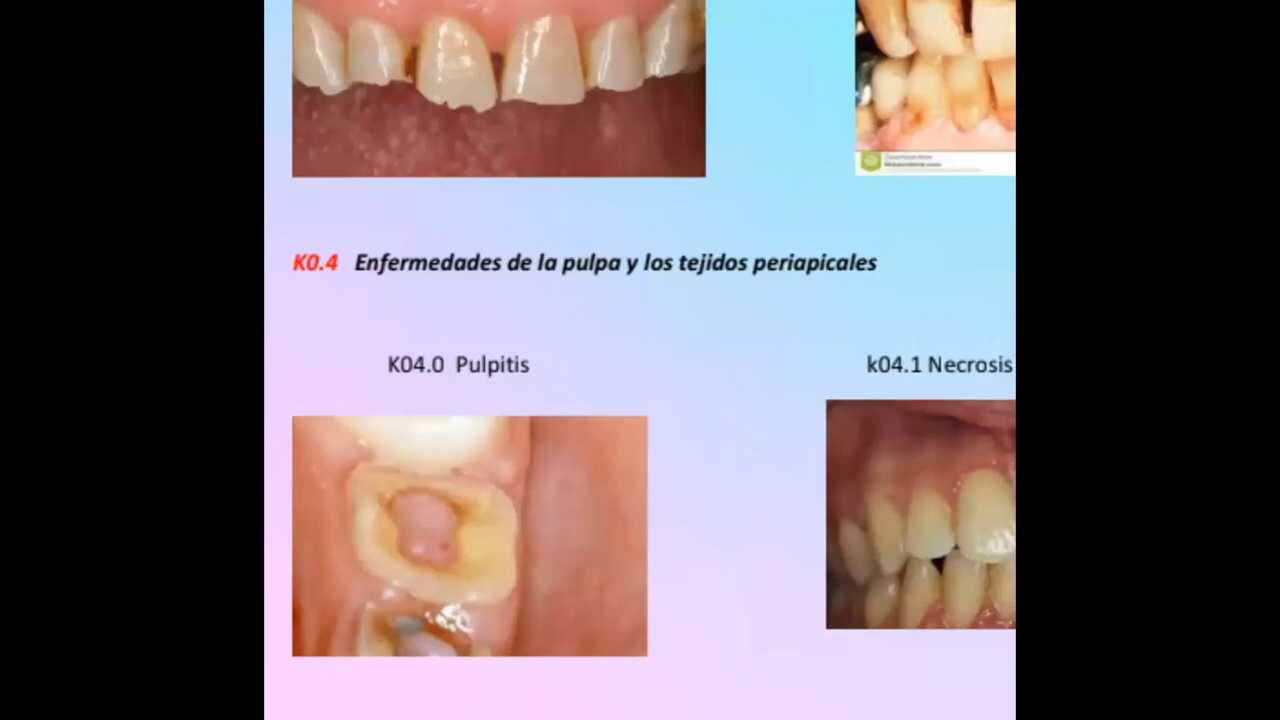 K0.4 Enfermedades de la pulpa y los tejidos periapicales
K04.0 Pulpitis
k04.1 Necrosis